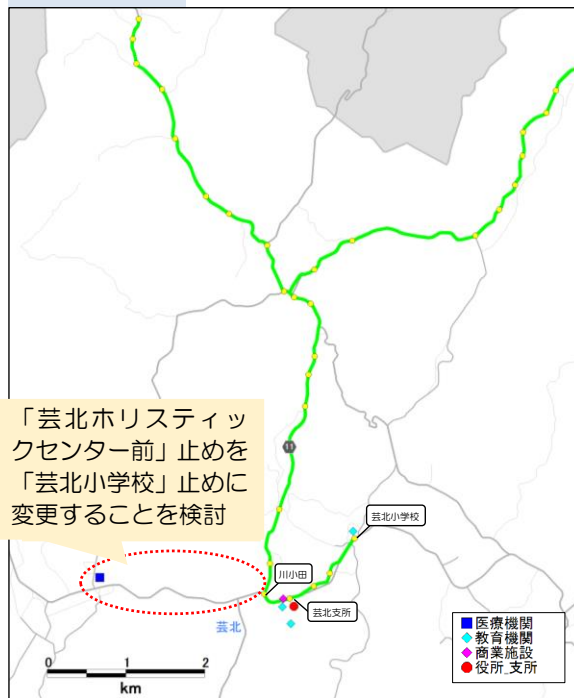 11
「芸北ホリスティッ
クセンター前」止めを
「芸北小学校」止めに
変更することを検討
芸北小学校
川小田
芸北支所
芸北
医療機関
教育機関
商業施設
役所_支所
0 1 2
km